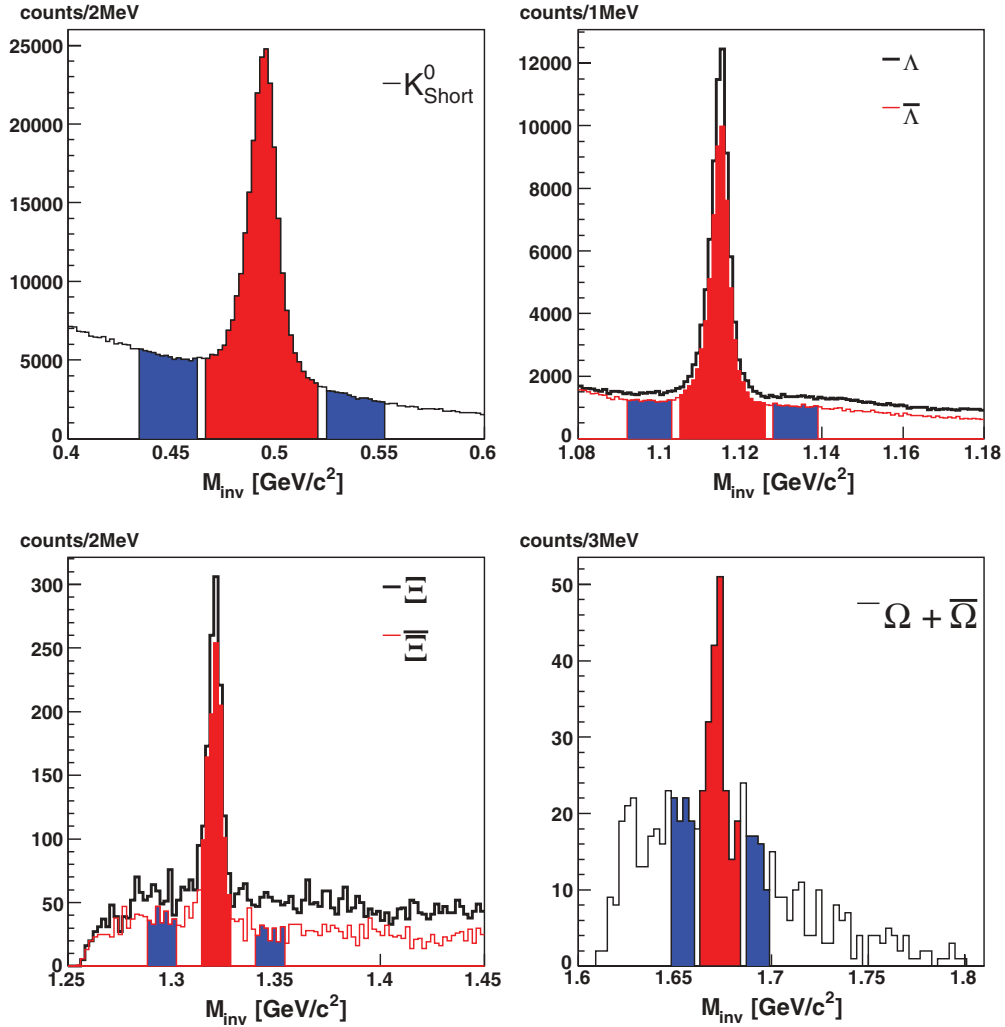 counts/2MeV
25000
20000
15000
10000
5000
0
K⁰Short
0.4 0.45 0.5 0.55 0.6
M_inv [GeV/c²]
counts/1MeV
12000
10000
8000
6000
4000
2000
0
Λ
Λ̅
1.08 1.1 1.12 1.14 1.16 1.18
M_inv [GeV/c²]
counts/2MeV
300
250
200
150
100
50
0
Ξ
Ξ̅
1.25 1.3 1.35 1.4 1.45
M_inv [GeV/c²]
counts/3MeV
50
40
30
20
10
0
Ω + Ω̅
1.6 1.65 1.7 1.75 1.8
M_inv [GeV/c²]